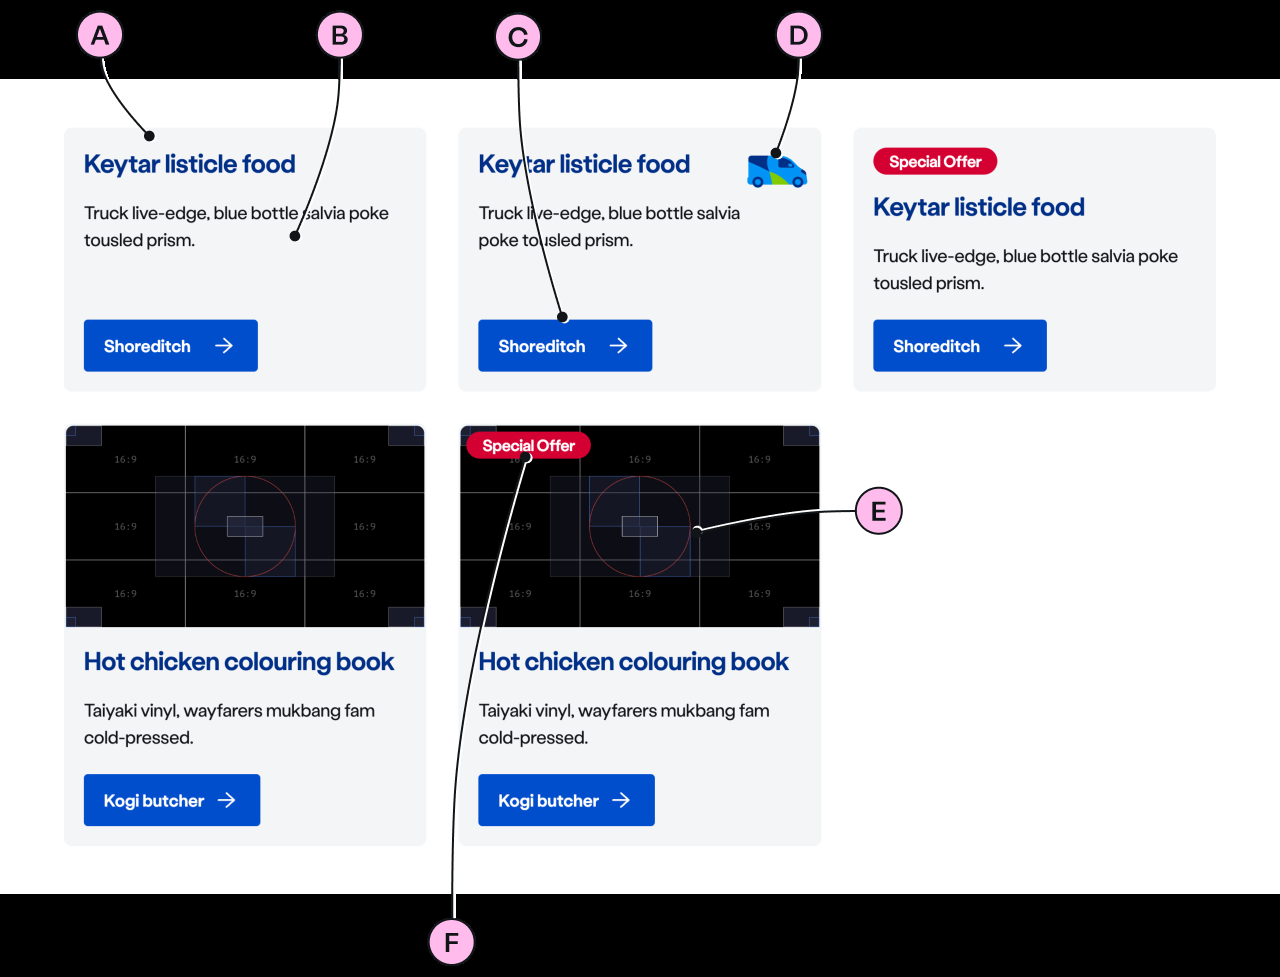 A
B
C
D
Keytar listicle food
Truck live-edge, blue bottle salvia poke
tousled prism.
Shoreditch
Keytar listicle food
Truck live-edge, blue bottle salvia
poke tousled prism.
Shoreditch
Special Offer
Keytar listicle food
Truck live-edge, blue bottle salvia poke
tousled prism.
Shoreditch
16:9 16:9 16:9
16:9 16:9
16:9 16:9 16:9
Hot chicken colouring book
Taiyaki vinyl, wayfarers mukbang fam
cold-pressed.
Kogi butcher
Special Offer
16:9 16:9 16:9
16:9 16:9
16:9 16:9 16:9
Hot chicken colouring book
Taiyaki vinyl, wayfarers mukbang fam
cold-pressed.
Kogi butcher
E
F